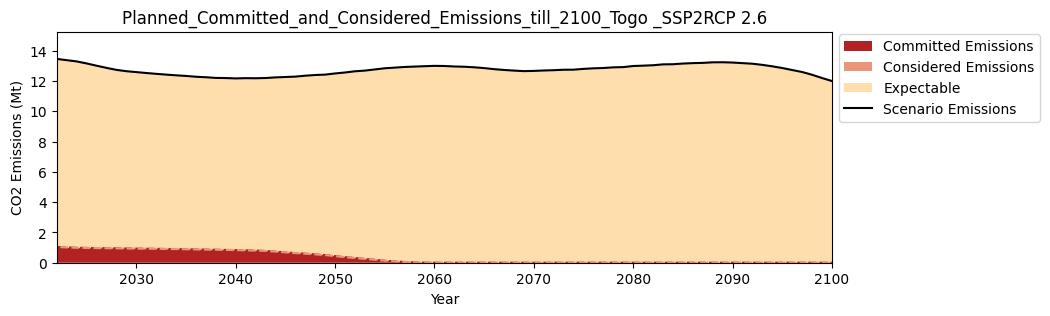 Planned_Committed_and_Considered_Emissions_till_2100_Togo _SSP2RCP 2.6
CO2 Emissions (Mt)
14
12
10
8
6
4
2
0
2030 2040 2050 2060 2070 2080 2090 2100
Year
Committed Emissions
Considered Emissions
Expectable
Scenario Emissions